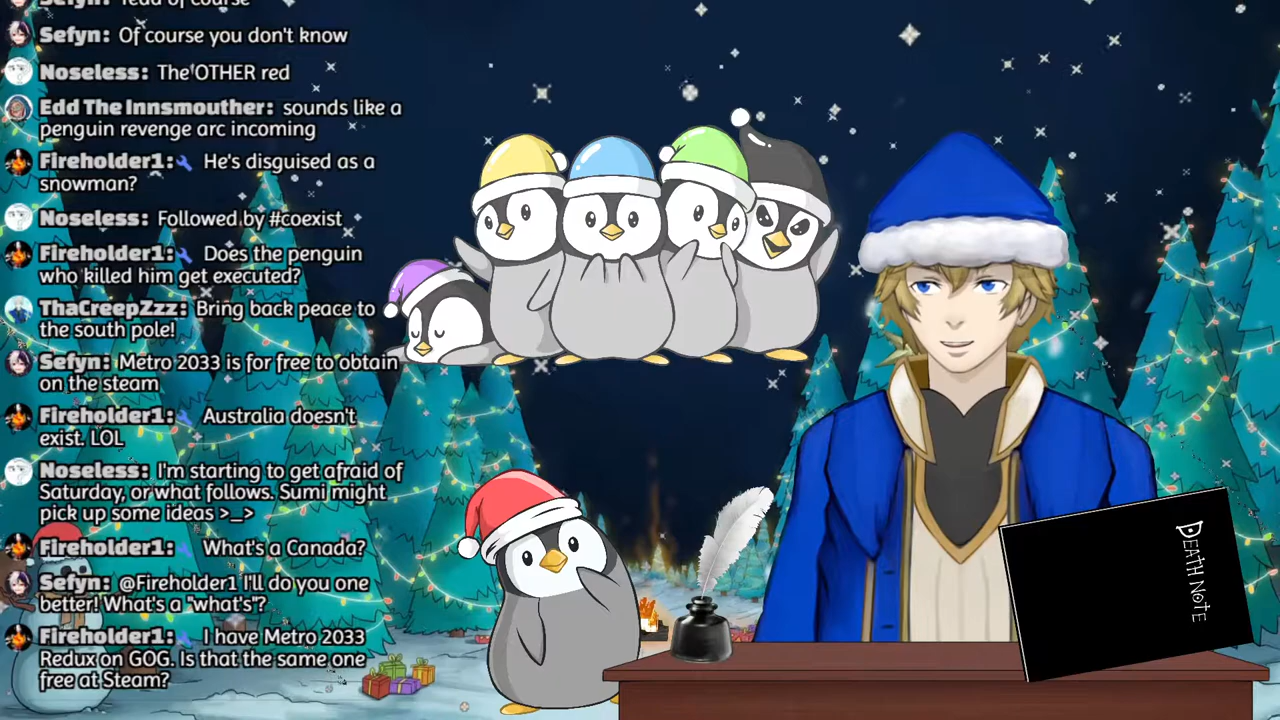 Sefyn: read of course
Sefyn: Of course you don't know
Noseless: The OTHER red
Edd The Innsmouther: sounds like a
penguin revenge arc incoming
Fireholder1: He's disguised as a
snowman?
Noseless: Followed by #coexist
Fireholder1: Does the penguin
who killed him get executed?
ThaCreepZzz: Bring back peace to
the south pole!
Sefyn: Metro 2033 is for free to obtain
on the steam
Fireholder1: Australia doesn't
exist. LOL
Noseless: I'm starting to get afraid of
Saturday, or what follows. Sumi might
pick up some ideas >_>
Fireholder1: What's a Canada?
Sefyn: @Fireholder1 I'll do you one
better! What's a "what's"?
Fireholder1: I have Metro 2033
Redux on GOG. Is that the same one
free at Steam?
DEATH NOTE